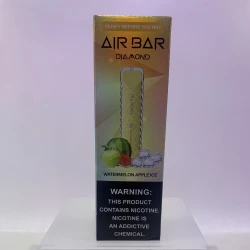 AIR BAR
DIAMOND
WATERMELON APPLE ICE
WARNING:
THIS PRODUCT
CONTAINS NICOTINE.
NICOTINE IS
AN ADDICTIVE
CHEMICAL.